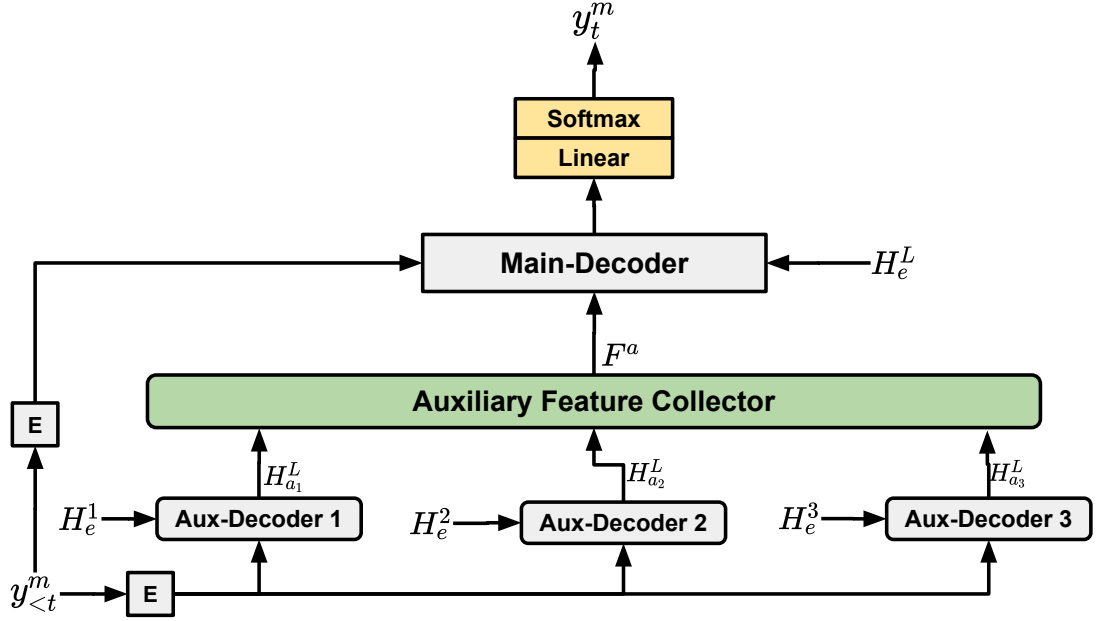 $y_t^m$
Softmax
Linear
Main-Decoder
$H_e^L$
$F^a$
Auxiliary Feature Collector
E
$H_{a_1}^L$
$H_{a_2}^L$
$H_{a_3}^L$
$H_e^1$
Aux-Decoder 1
$H_e^2$
Aux-Decoder 2
$H_e^3$
Aux-Decoder 3
$y_{<t}^m$
E